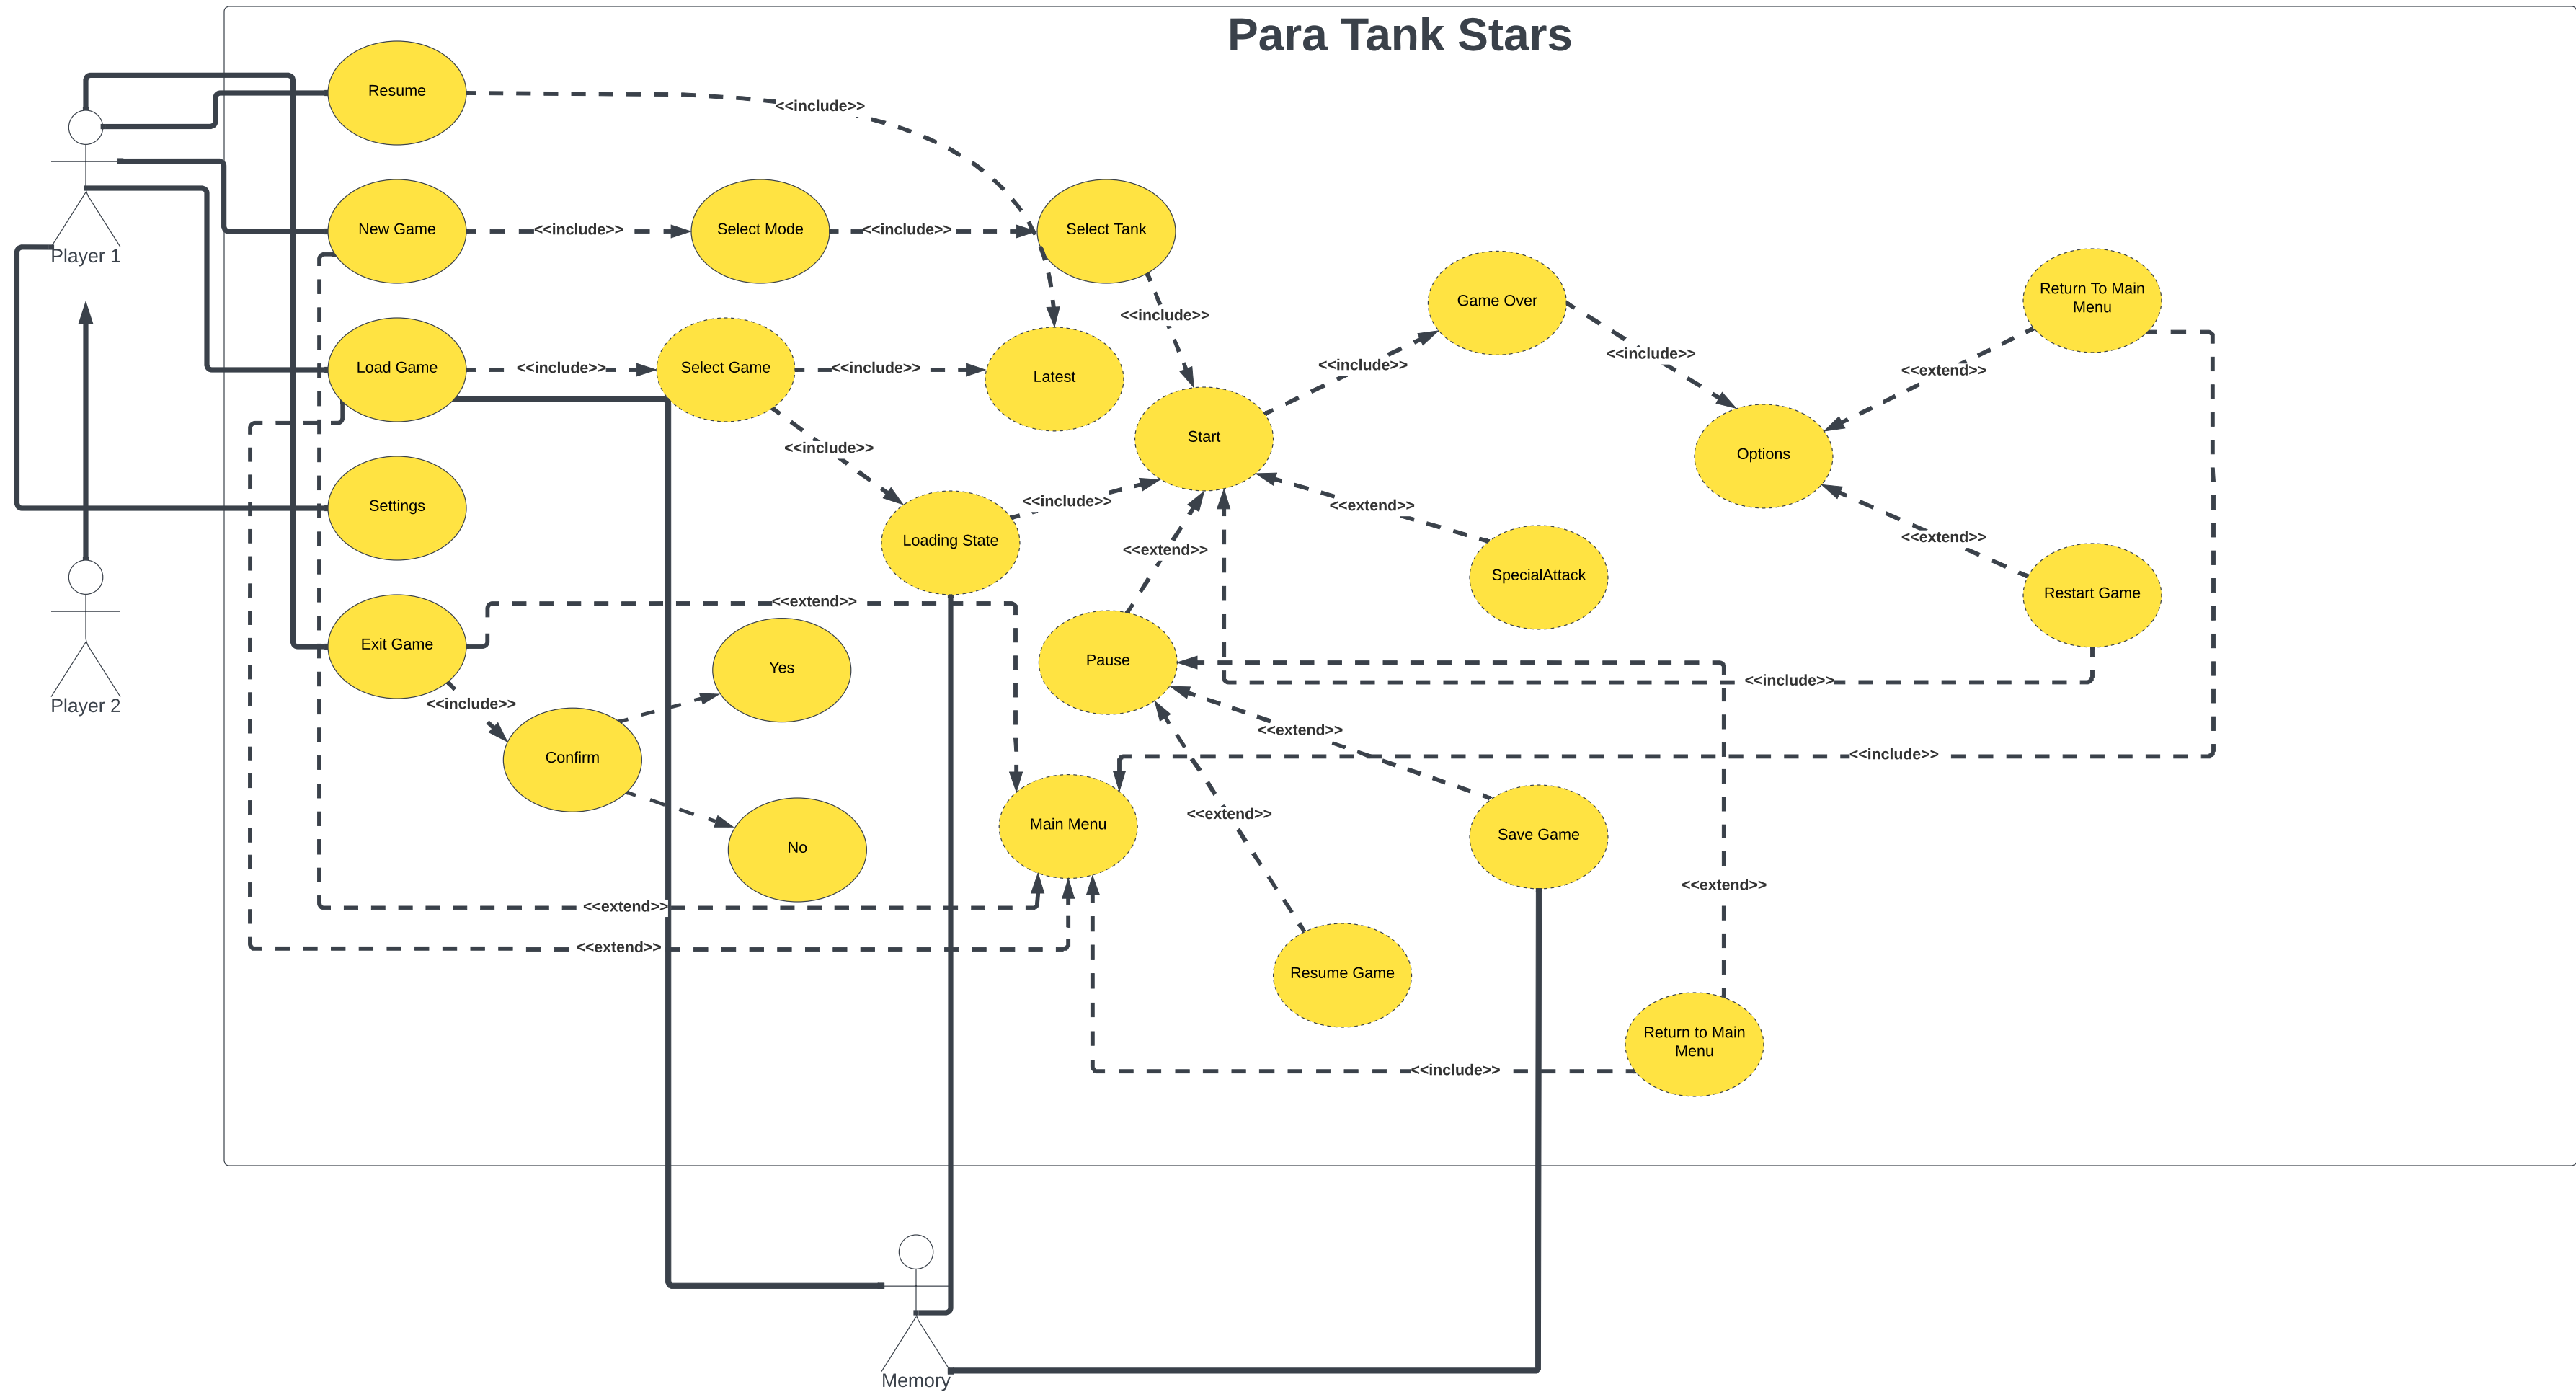 Para Tank Stars
Resume
<<include>>
Player 1
New Game
<<include>>
Select Mode
<<include>>
Select Tank
<<include>>
Game Over
Return To Main
Menu
<<include>>
<<include>>
<<extend>>
Load Game
<<include>>
Select Game
<<include>>
Latest
Start
Options
<<include>>
Settings
<<include>>
<<extend>>
Loading State
<<extend>>
<<extend>>
SpecialAttack
Restart Game
<<extend>>
Exit Game
Yes
Pause
<<include>>
Player 2
<<include>>
<<extend>>
Confirm
<<include>>
<<extend>>
Main Menu
Save Game
No
<<extend>>
<<extend>>
<<extend>>
Resume Game
Return to Main
Menu
<<include>>
Memory